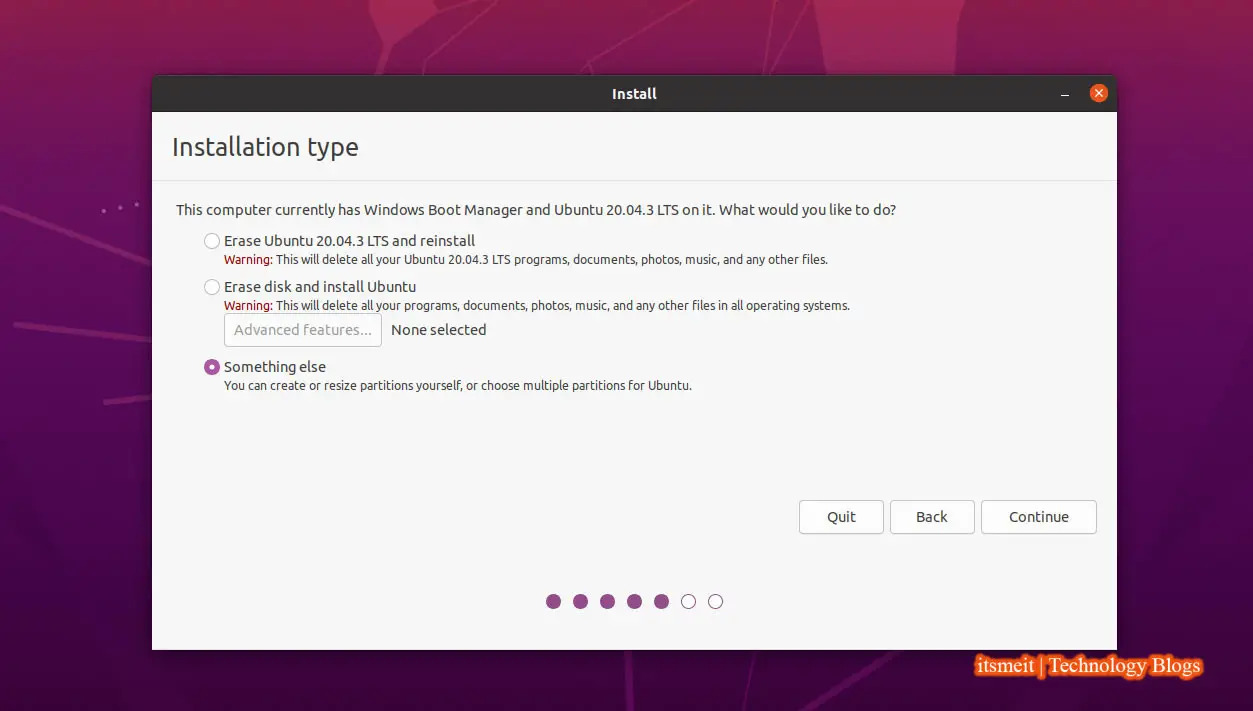 Install
Installation type
This computer currently has Windows Boot Manager and Ubuntu 20.04.3 LTS on it. What would you like to do?
Erase Ubuntu 20.04.3 LTS and reinstall
Warning: This will delete all your Ubuntu 20.04.3 LTS programs, documents, photos, music, and any other files.
Erase disk and install Ubuntu
Warning: This will delete all your programs, documents, photos, music, and any other files in all operating systems.
Advanced features... None selected
Something else
You can create or resize partitions yourself, or choose multiple partitions for Ubuntu.
Quit Back Continue
itsmeit | Technology Blogs